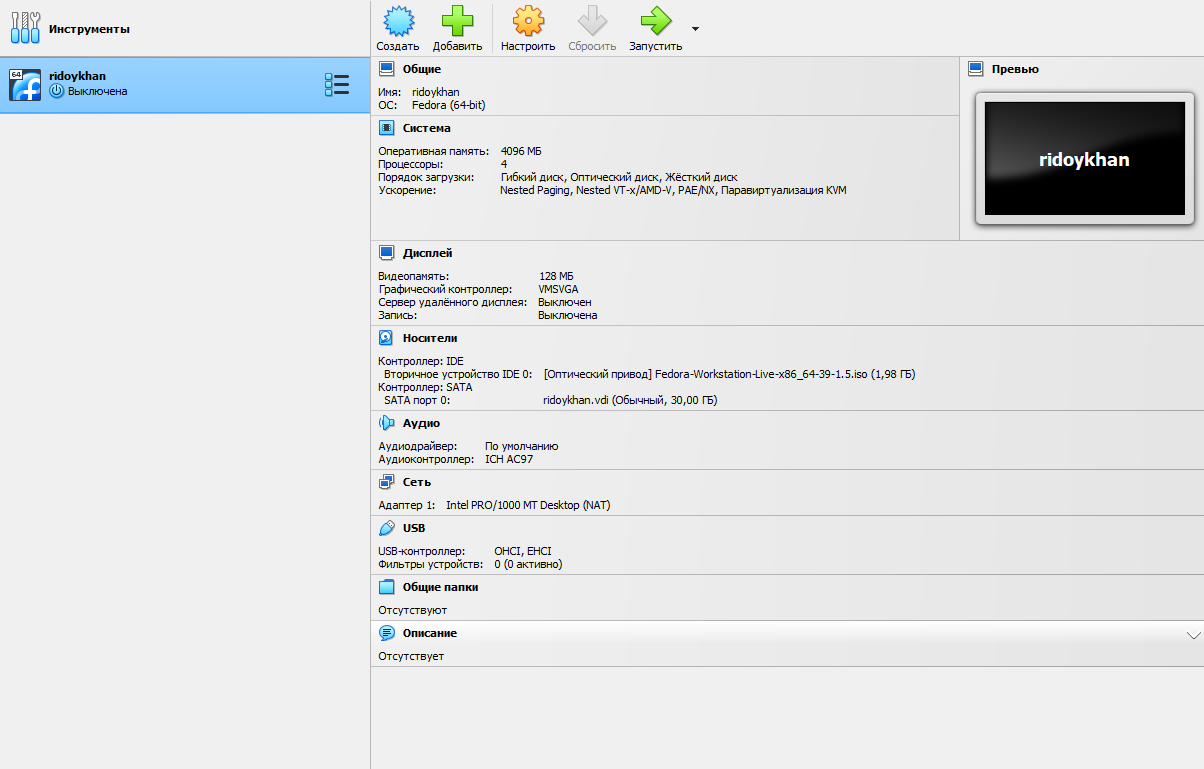 Инструменты
64
ridoykhan
Выключена
Создать Добавить Настроить Сбросить Запустить
Общие
Имя: ridoykhan
ОС: Fedora (64-bit)
Система
Оперативная память: 4096 МБ
Процессоры: 4
Порядок загрузки: Гибкий диск, Оптический диск, Жёсткий диск
Ускорение: Nested Paging, Nested VT-x/AMD-V, PAE/NX, Паравиртуализация KVM
Превью
ridoykhan
Дисплей
Видеопамять: 128 МБ
Графический контроллер: VMSVGA
Сервер удалённого дисплея: Выключен
Запись: Выключена
Носители
Контроллер: IDE
Вторичное устройство IDE 0: [Оптический привод] Fedora-Workstation-Live-x86_64-39-1.5.iso (1,98 ГБ)
Контроллер: SATA
SATA порт 0: ridoykhan.vdi (Обычный, 30,00 ГБ)
Аудио
Аудиодрайвер: По умолчанию
Аудиоконтроллер: ICH AC97
Сеть
Адаптер 1: Intel PRO/1000 MT Desktop (NAT)
USB
USB-контроллер: OHCI, EHCI
Фильтры устройств: 0 (0 активно)
Общие папки
Отсутствуют
Описание
Отсутствует